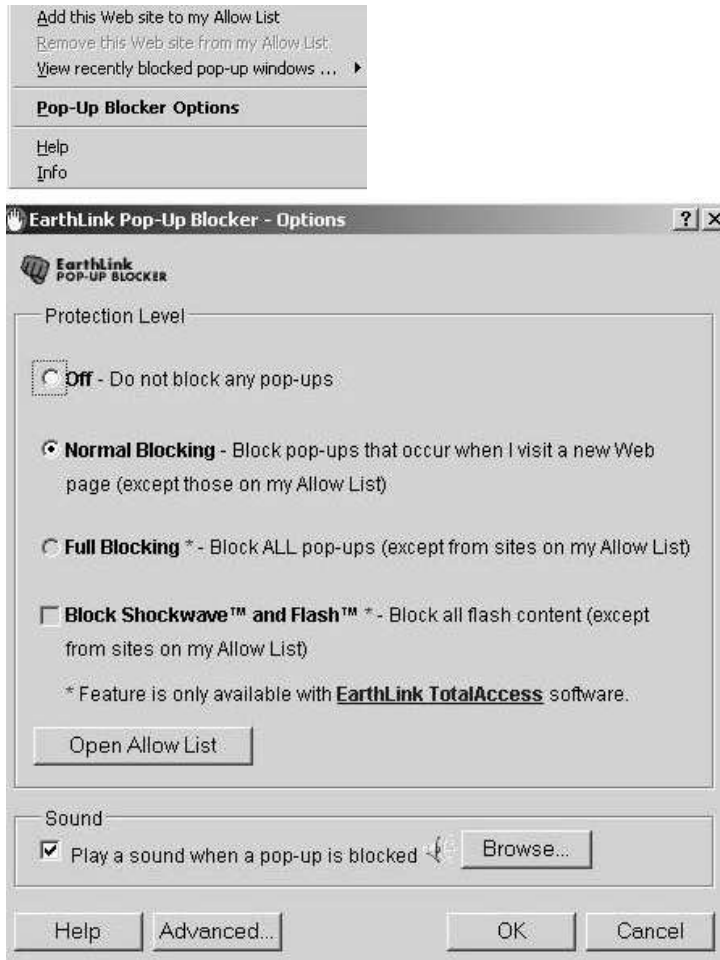 Add this Web site to my Allow List
Remove this Web site from my Allow List
View recently blocked pop-up windows ...
Pop-Up Blocker Options
Help
Info
EarthLink Pop-Up Blocker - Options
EarthLink
POP-UP BLOCKER
Protection Level
Off - Do not block any pop-ups
Normal Blocking - Block pop-ups that occur when I visit a new Web
page (except those on my Allow List)
Full Blocking * - Block ALL pop-ups (except from sites on my Allow List)
Block Shockwave™ and Flash™ * - Block all flash content (except
from sites on my Allow List)
* Feature is only available with EarthLink TotalAccess software.
Open Allow List
Sound
Play a sound when a pop-up is blocked Browse...
Help Advanced... OK Cancel